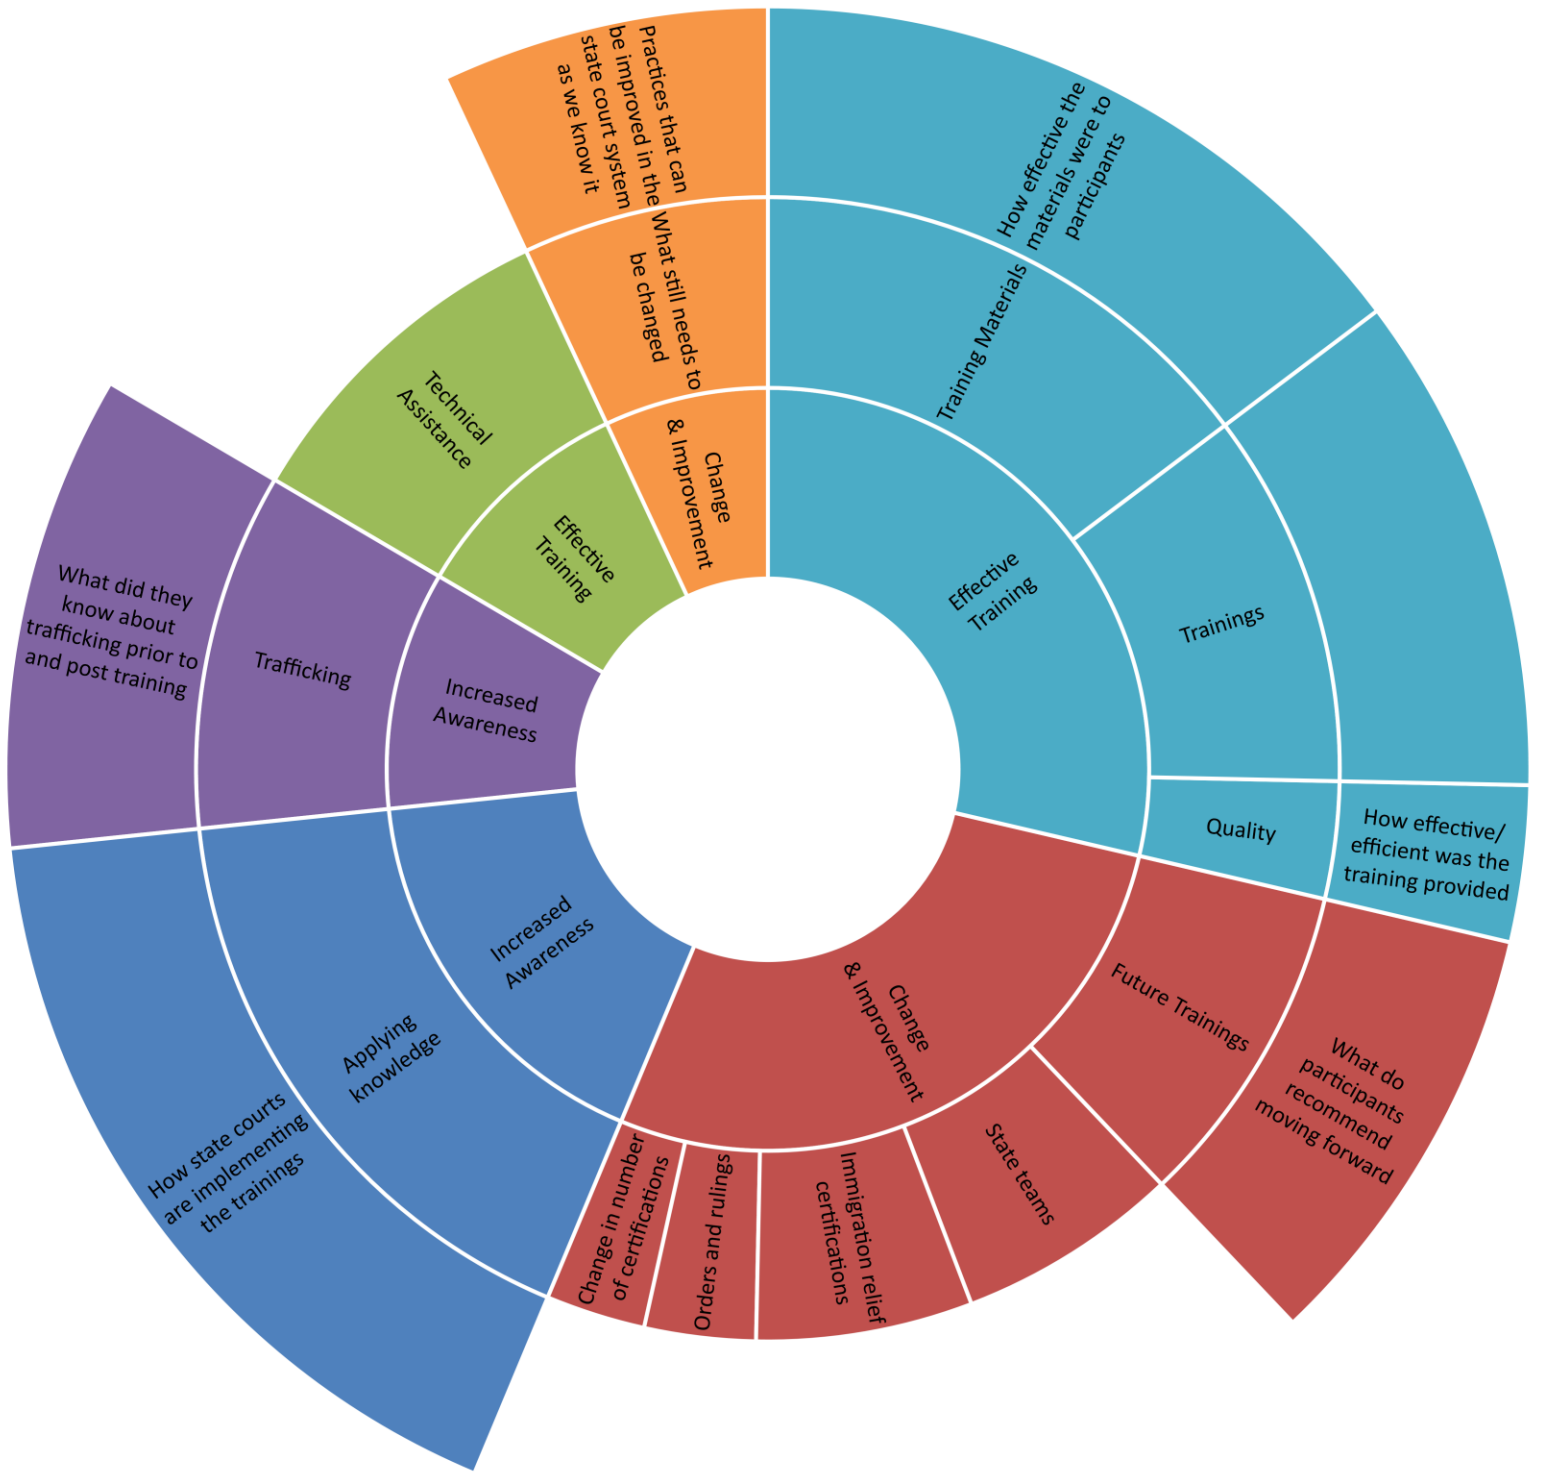 Practices that can
be improved in the
state court system
as we know it
What still needs to
be changed
Change
& Improvement
How effective the
materials were to
participants
Training Materials
Effective
Training
Trainings
Quality
How effective/
efficient was the
training provided
Change
& Improvement
Future Trainings
What do
participants
recommend
moving forward
State teams
Immigration relief
certifications
Orders and rulings
Change in number
of certifications
Increased
Awareness
Applying
knowledge
How state courts
are implementing
the trainings
Increased
Awareness
Trafficking
What did they
know about
trafficking prior to
and post training
Effective
Training
Technical
Assistance